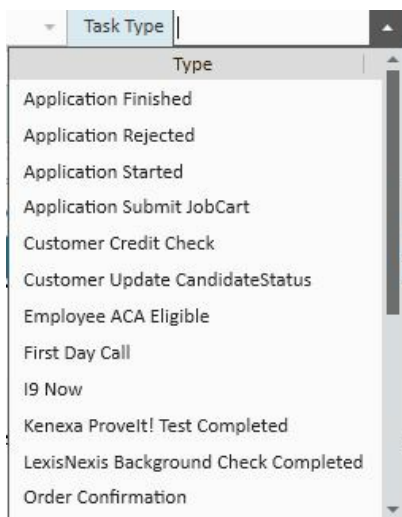 Task Type
Type
Application Finished
Application Rejected
Application Started
Application Submit JobCart
Customer Credit Check
Customer Update CandidateStatus
Employee ACA Eligible
First Day Call
I9 Now
Kenexa ProveIt! Test Completed
LexisNexis Background Check Completed
Order Confirmation